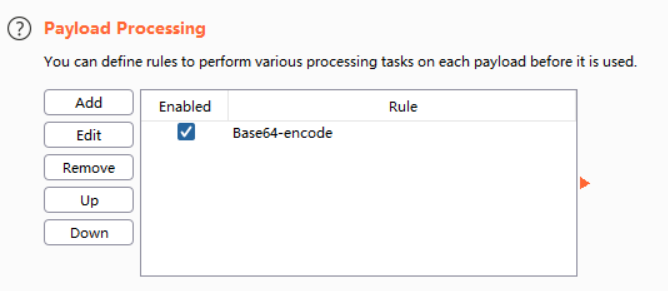 ? Payload Processing
You can define rules to perform various processing tasks on each payload before it is used.
Add
Enabled Rule
Edit
Base64-encode
Remove
Up
Down